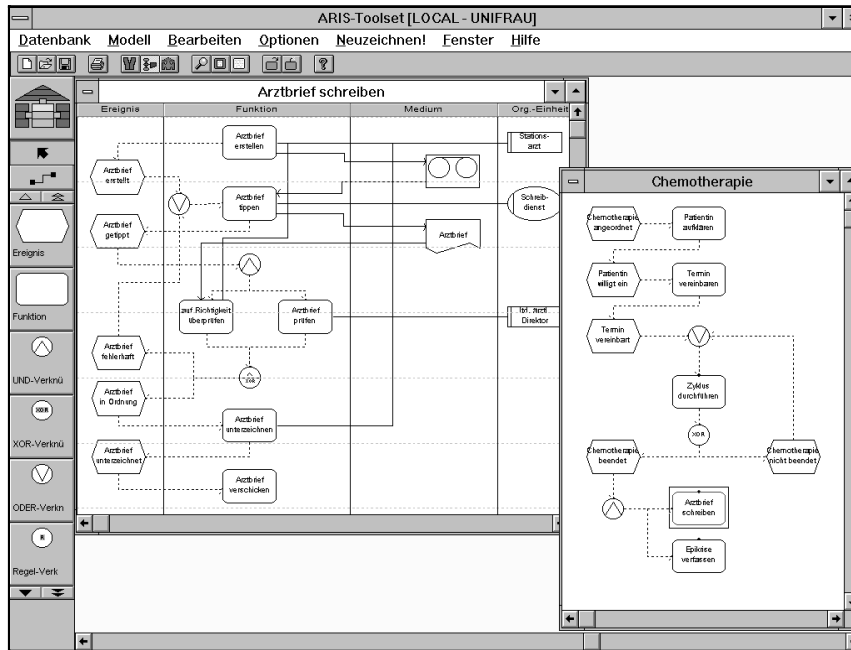 ARIS-Toolset [LOCAL - UNIFRAU]
Datenbank Modell Bearbeiten Optionen Neuzeichnen! Fenster Hilfe
Arztbrief schreiben
Ereignis Funktion Medium Org.-Einheit
Arztbrief
erstellen
Stations-
arzt
Arztbrief
erstellt
Arztbrief
tippen
Schreib-
dienst
Arztbrief
getippt
Arztbrief
auf Richtigkeit
überprüfen
Arztbrief
prüfen
ltd. ärztl.
Direktor
Arztbrief
fehlerhaft
XOR
Arztbrief
in Ordnung
Arztbrief
unterzeichnen
Arztbrief
unterzeichnet
Arztbrief
verschicken
Ereignis
Funktion
UND-Verknü
XOR
XOR-Verknü
ODER-Verkn
R
Regel-Verk
Chemotherapie
Chemotherapie
angeordnet
Patientin
aufklären
Patientin
willigt ein
Termin
vereinbaren
Termin
vereinbart
Zyklus
durchführen
XOR
Chemotherapie
beendet
Chemotherapie
nicht beendet
Arztbrief
schreiben
Epikrise
verfassen